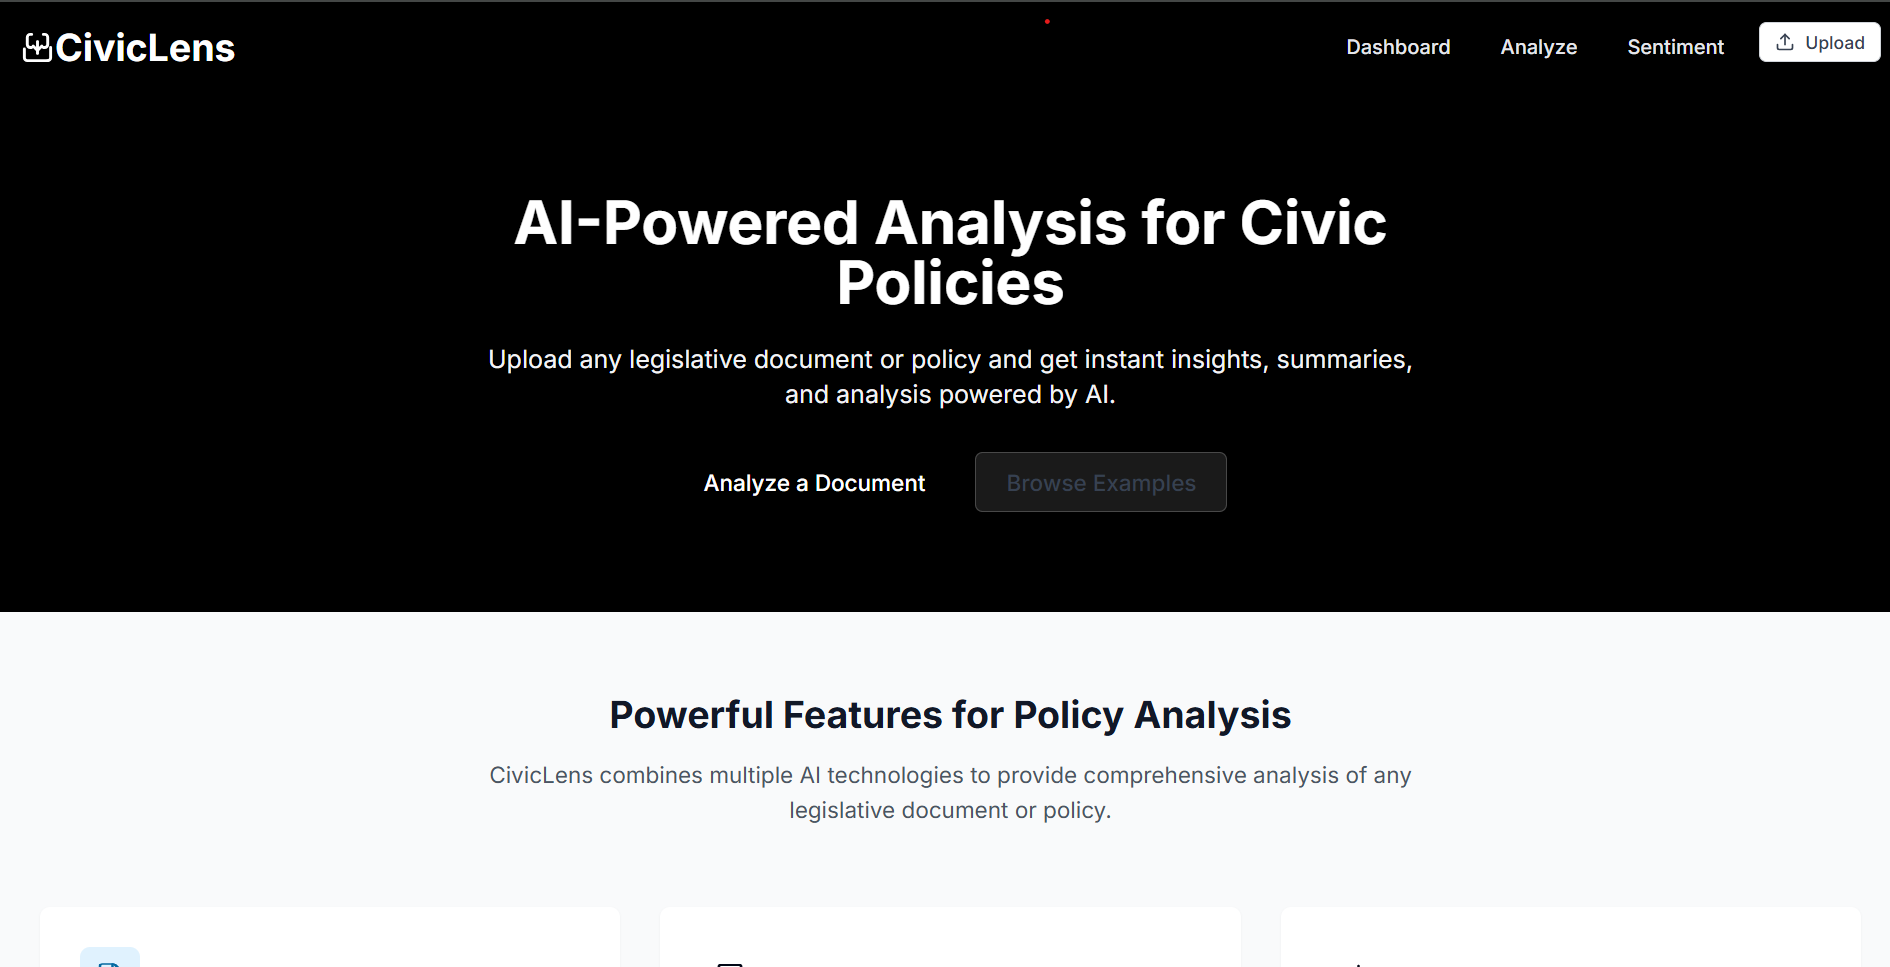 CivicLens
Dashboard
Analyze
Sentiment
Upload
AI-Powered Analysis for Civic
Policies
Upload any legislative document or policy and get instant insights, summaries,
and analysis powered by AI.
Analyze a Document
Browse Examples
Powerful Features for Policy Analysis
CivicLens combines multiple AI technologies to provide comprehensive analysis of any
legislative document or policy.